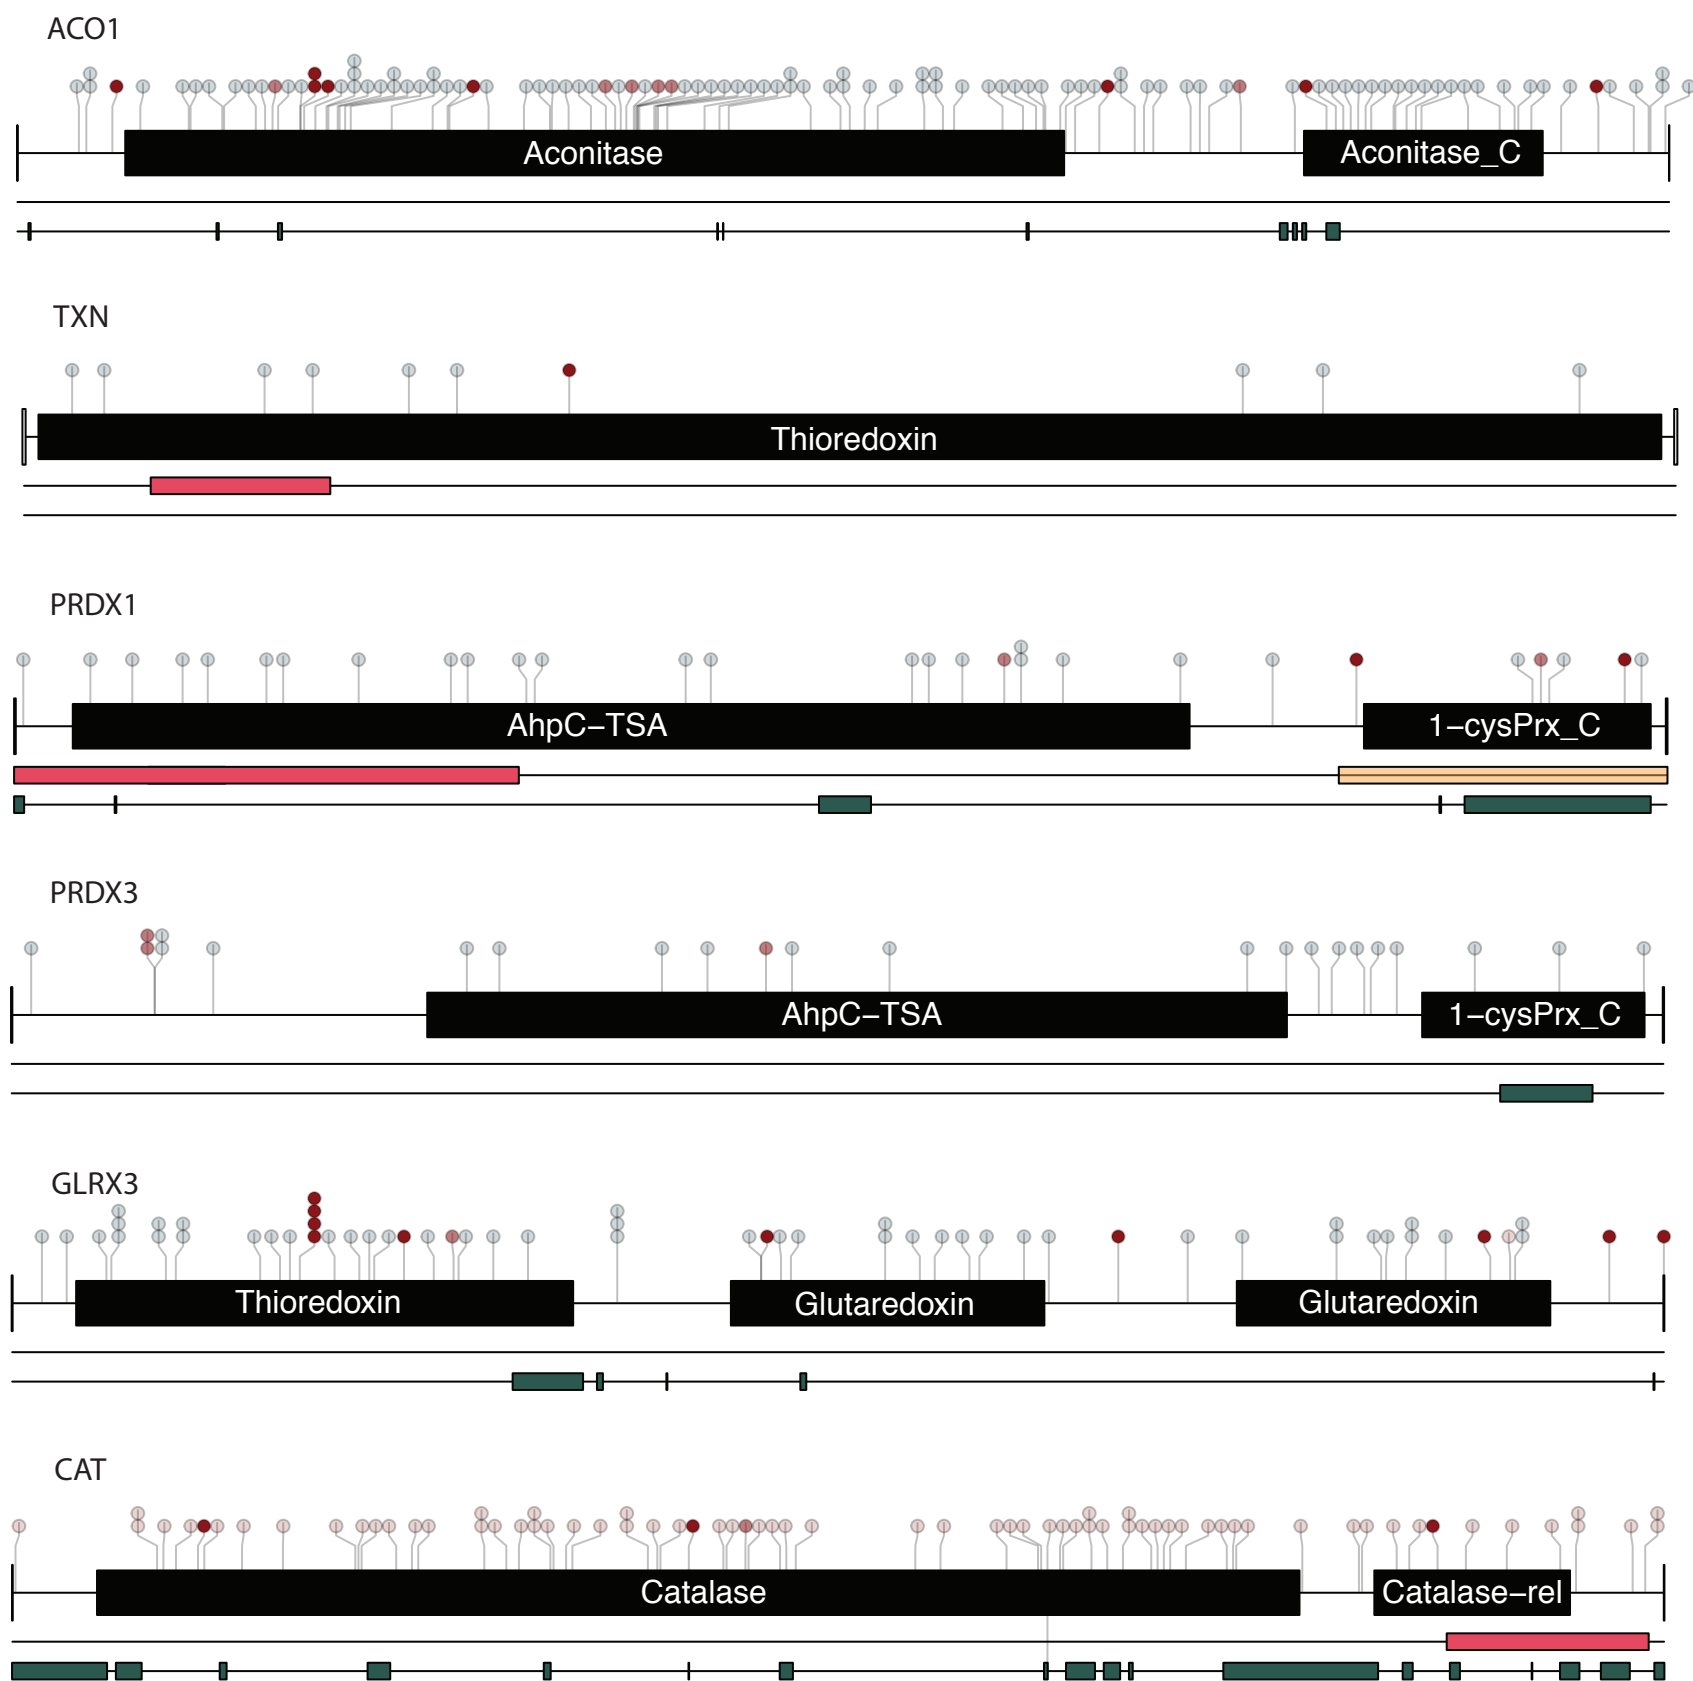 ACO1
Aconitase
Aconitase_C
TXN
Thioredoxin
PRDX1
AhpC−TSA
1−cysPrx_C
PRDX3
AhpC−TSA
1−cysPrx_C
GLRX3
Thioredoxin
Glutaredoxin
Glutaredoxin
CAT
Catalase
Catalase−rel